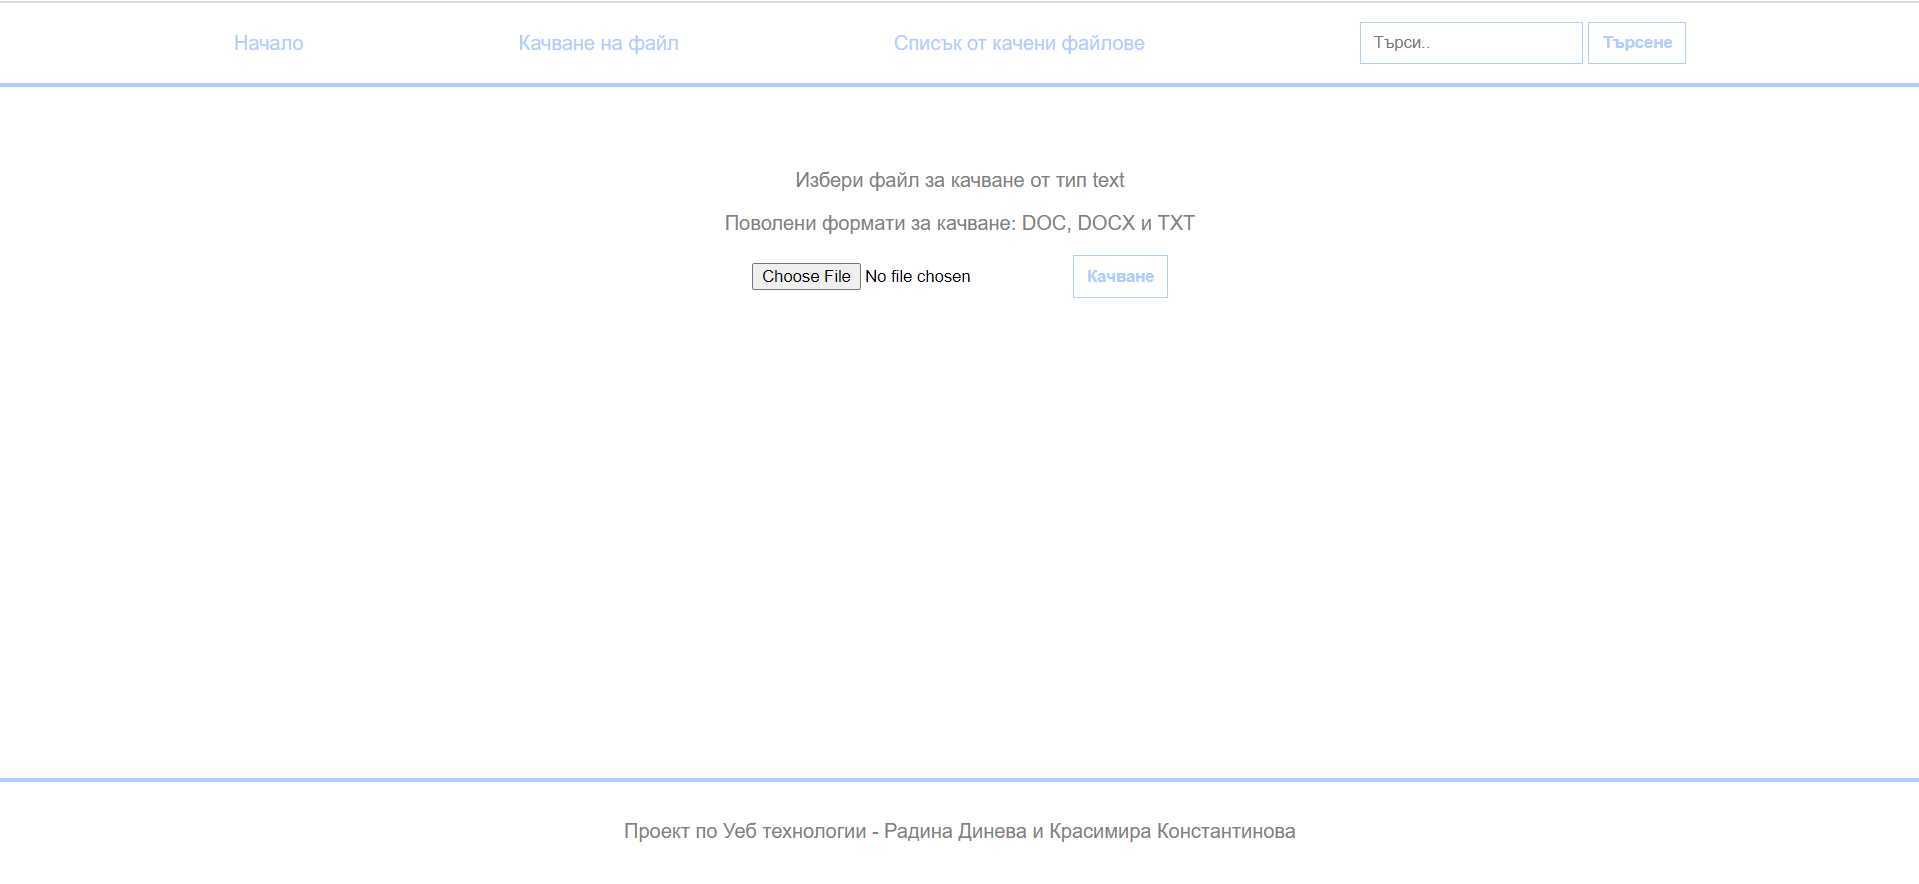 Начало Качване на файл Списък от качени файлове Търси.. Търсене
Избери файл за качване от тип text
Поволени формати за качване: DOC, DOCX и TXT
Choose File No file chosen Качване
Проект по Уеб технологии - Радина Динева и Красимира Константинова